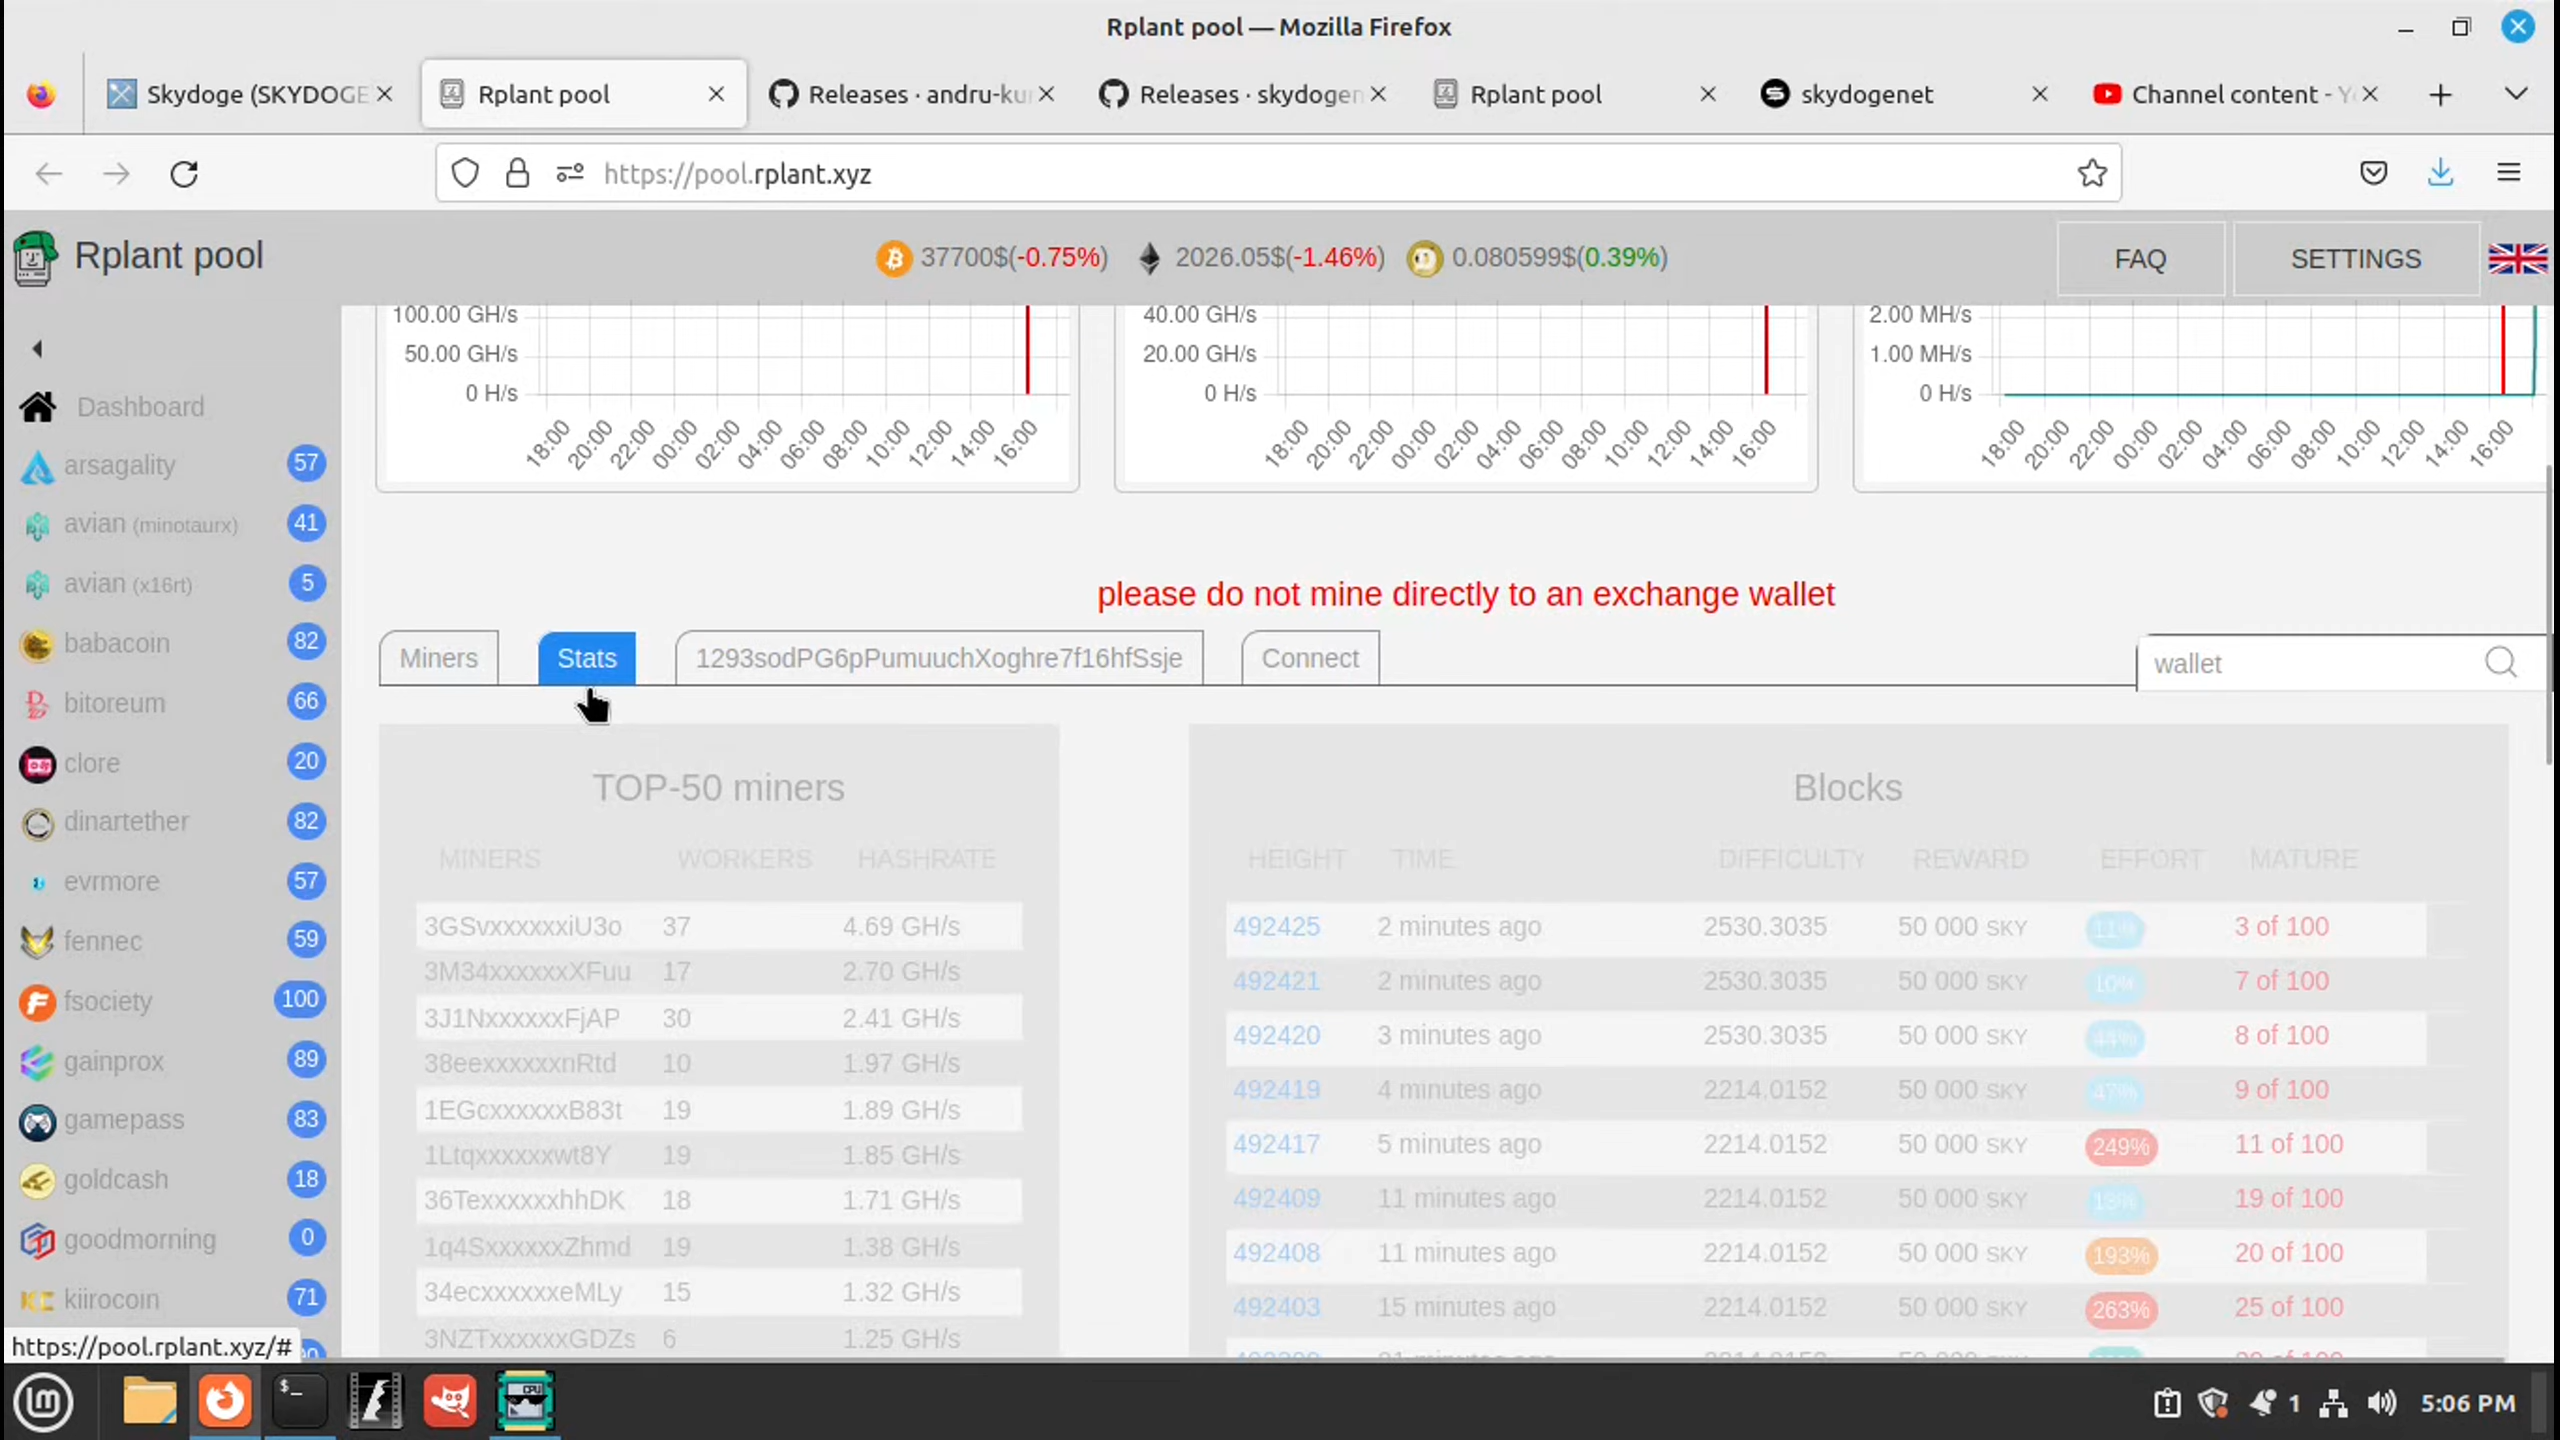 Rplant pool — Mozilla Firefox
Skydoge (SKYDOGE
Rplant pool
Releases · andru-ku
Releases · skydogen
Rplant pool
skydogenet
Channel content - Y
https://pool.rplant.xyz
Rplant pool
37700$(-0.75%)
2026.05$(-1.46%)
0.080599$(0.39%)
FAQ
SETTINGS
Dashboard
arsagality 57
avian (minotaurx) 41
avian (x16rt) 5
babacoin 82
bitoreum 66
clore 20
dinartether 82
evrmore 57
fennec 59
fsociety 100
gainprox 89
gamepass 83
goldcash 18
goodmorning 0
kiirocoin 71
100.00 GH/s
50.00 GH/s
0 H/s
18:00 20:00 22:00 00:00 02:00 04:00 06:00 08:00 10:00 12:00 14:00 16:00
40.00 GH/s
20.00 GH/s
0 H/s
18:00 20:00 22:00 00:00 02:00 04:00 06:00 08:00 10:00 12:00 14:00 16:00
2.00 MH/s
1.00 MH/s
0 H/s
18:00 20:00 22:00 00:00 02:00 04:00 06:00 08:00 10:00 12:00 14:00 16:00
please do not mine directly to an exchange wallet
Miners
Stats
1293sodPG6pPumuuchXoghre7f16hfSsje
Connect
wallet
TOP-50 miners
MINERS WORKERS HASHRATE
3GSvxxxxxxiU3o 37 4.69 GH/s
3M34xxxxxxXFuu 17 2.70 GH/s
3J1NxxxxxxFjAP 30 2.41 GH/s
38eexxxxxxnRtd 10 1.97 GH/s
1EGcxxxxxxB83t 19 1.89 GH/s
1Ltqxxxxxxwt8Y 19 1.85 GH/s
36TexxxxxxhhDK 18 1.71 GH/s
1q4SxxxxxxZhmd 19 1.38 GH/s
34ecxxxxxxeMLy 15 1.32 GH/s
3NZTxxxxxxGDZs 6 1.25 GH/s
Blocks
HEIGHT TIME DIFFICULTY REWARD EFFORT MATURE
492425 2 minutes ago 2530.3035 50 000 SKY 11% 3 of 100
492421 2 minutes ago 2530.3035 50 000 SKY 10% 7 of 100
492420 3 minutes ago 2530.3035 50 000 SKY 8 of 100
492419 4 minutes ago 2214.0152 50 000 SKY 47% 9 of 100
492417 5 minutes ago 2214.0152 50 000 SKY 249% 11 of 100
492409 11 minutes ago 2214.0152 50 000 SKY 19 of 100
492408 11 minutes ago 2214.0152 50 000 SKY 193% 20 of 100
492403 15 minutes ago 2214.0152 50 000 SKY 263% 25 of 100
https://pool.rplant.xyz/#
CPU
1
5:06 PM